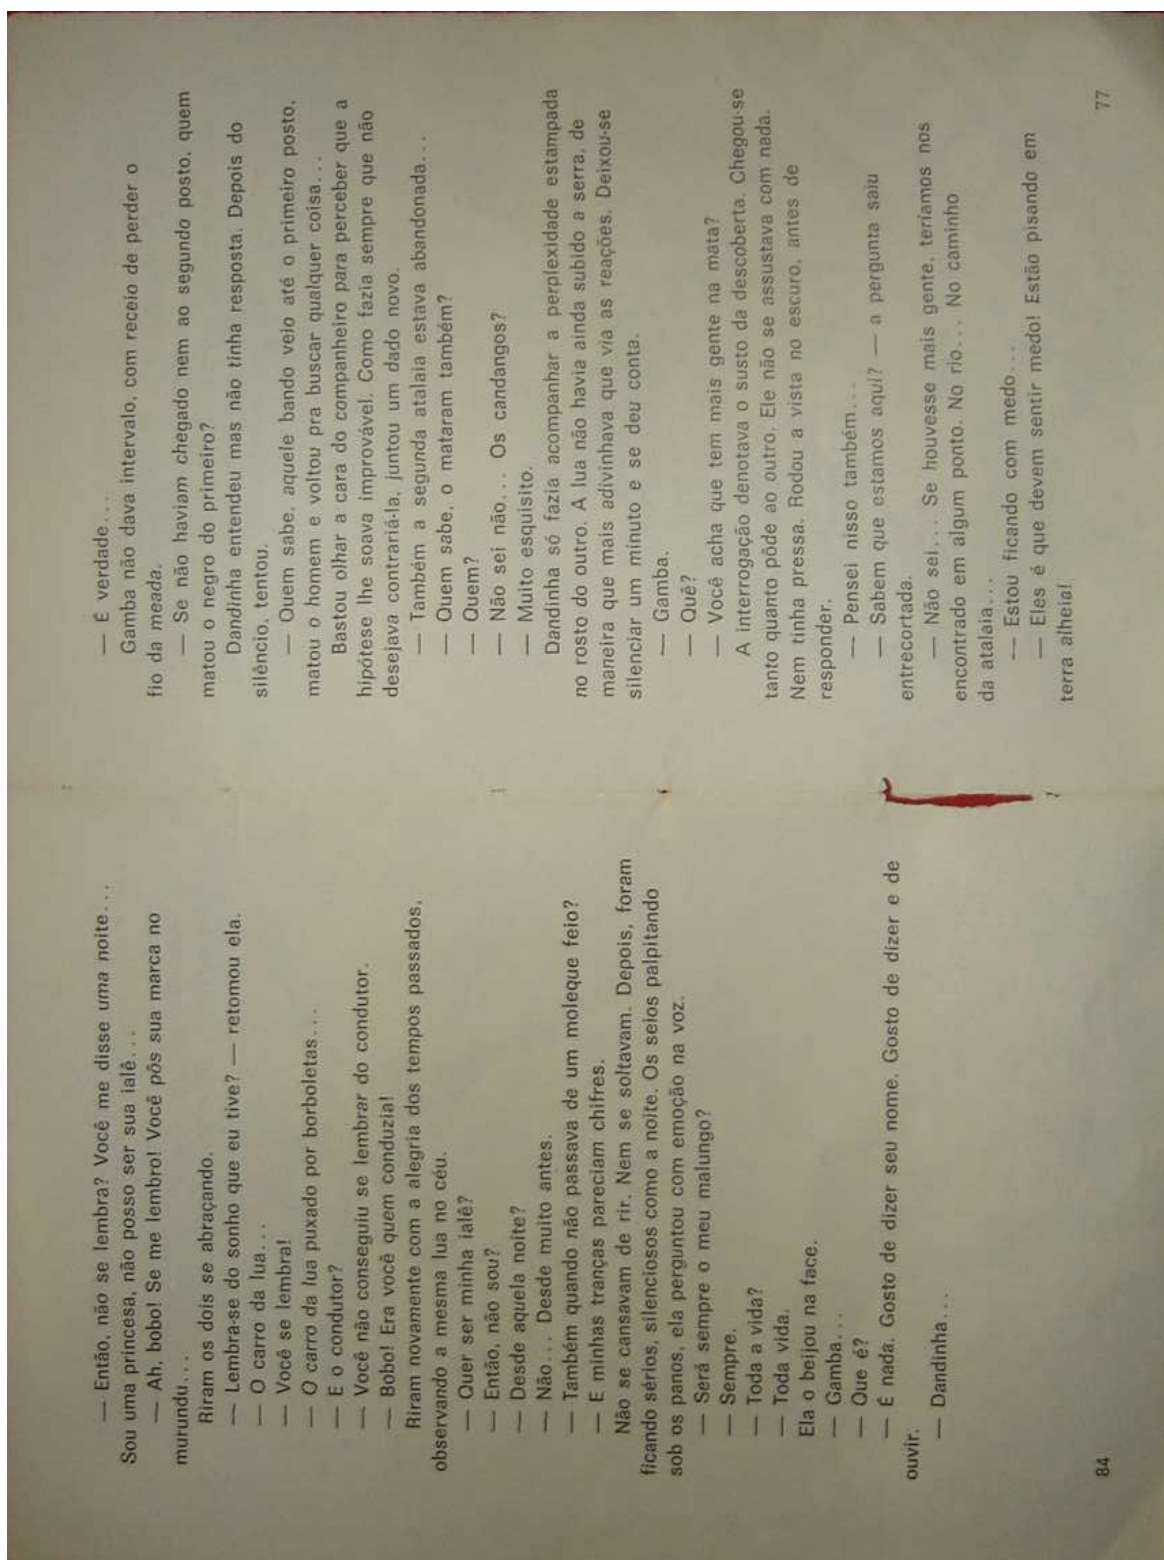 — Então, não se lembra? Você me disse uma noite...
Sou uma princesa, não posso ser sua ialê...
— Ah, bobo! Se me lembro! Você pôs sua marca no
murundu...
Riram os dois se abraçando.
— Lembra-se do sonho que eu tive? — retomou ela.
— O carro da lua...
— Você se lembra!
— O carro da lua puxado por borboletas...
— E o condutor?
— Você não conseguiu se lembrar do condutor.
— Bobo! Era você quem conduzia!
Riram novamente com a alegria dos tempos passados,
observando a mesma lua no céu.
— Quer ser minha ialê?
— Então, não sou?
— Desde aquela noite?
— Não... Desde muito antes.
— Também quando não passava de um moleque feio?
— E minhas tranças pareciam chifres.
Não se cansavam de rir. Nem se soltavam. Depois, foram
ficando sérios, silenciosos como a noite. Os seios palpitando
sob os panos, ela perguntou com emoção na voz.
— Será sempre o meu malungo?
— Sempre.
— Toda a vida?
— Toda vida.
Ela o beijou na face.
— Gamba...
— Que é?
— É nada. Gosto de dizer seu nome. Gosto de dizer e de
ouvir.
— Dandinha...
84
— É verdade...
Gamba não dava intervalo, com receio de perder o
fio da meada.
— Se não haviam chegado nem ao segundo posto, quem
matou o negro do primeiro?
Dandinha entendeu mas não tinha resposta. Depois do
silêncio, tentou.
— Quem sabe, aquele bando veio até o primeiro posto,
matou o homem e voltou pra buscar qualquer coisa...
Bastou olhar a cara do companheiro para perceber que a
hipótese lhe soava improvável. Como fazia sempre que não
desejava contrariá-la, juntou um dado novo.
— Também a segunda atalaia estava abandonada...
— Quem sabe, o mataram também?
— Quem?
— Não sei não... Os candangos?
— Muito esquisito.
Dandinha só fazia acompanhar a perplexidade estampada
no rosto do outro. A lua não havia ainda subido a serra, de
maneira que mais adivinhava que via as reações. Deixou-se
silenciar um minuto e se deu conta.
— Gamba.
— Quê?
— Você acha que tem mais gente na mata?
A interrogação denotava o susto da descoberta. Chegou-se
tanto quanto pôde ao outro. Ele não se assustava com nada.
Nem tinha pressa. Rodou a vista no escuro, antes de
responder.
— Pensei nisso também...
— Sabem que estamos aqui? — a pergunta saiu
entrecortada.
— Não sei... Se houvesse mais gente, teríamos nos
encontrado em algum ponto. No rio... No caminho
da atalaia...
— Estou ficando com medo...
— Eles é que devem sentir medo! Estão pisando em
terra alheia!
77